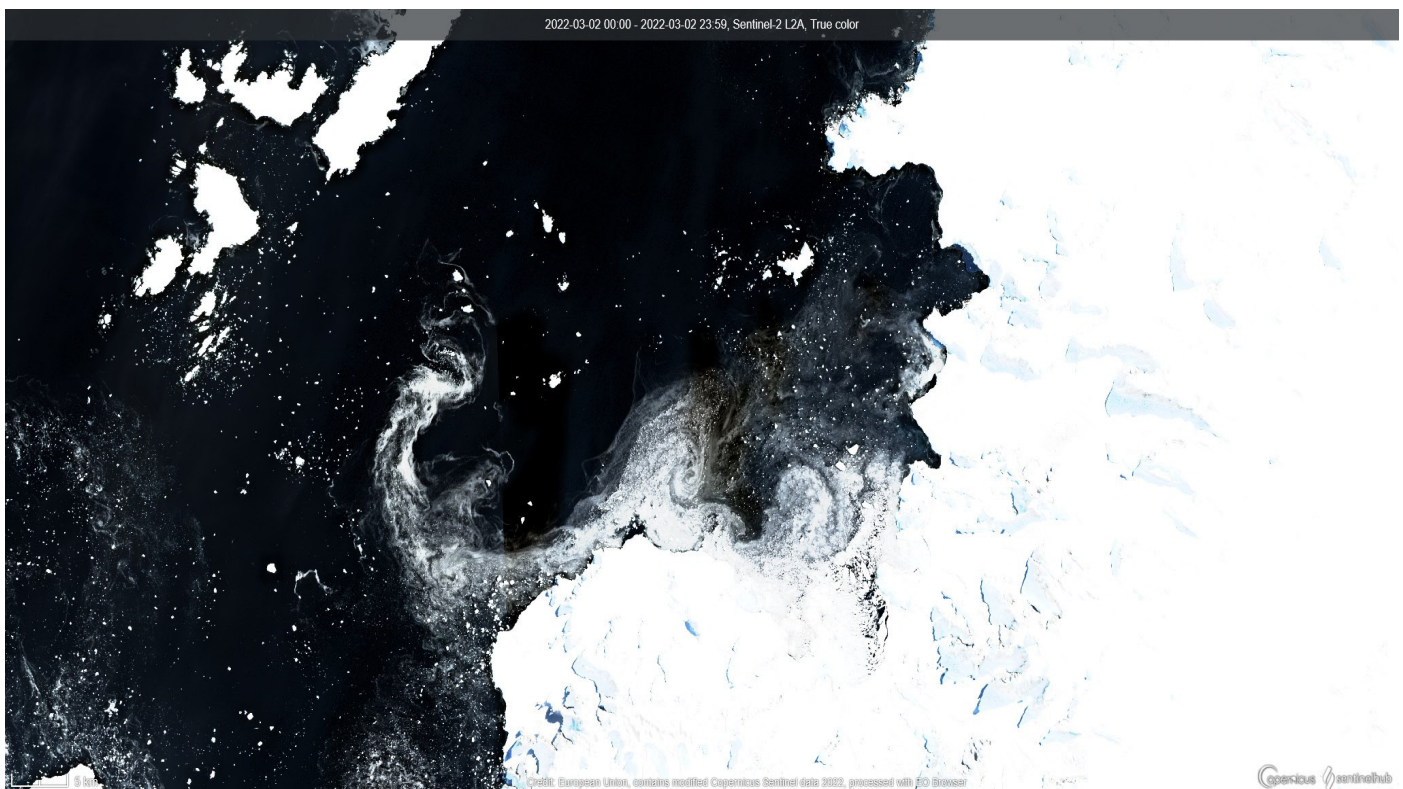 2022-03-02 00:00 - 2022-03-02 23:59, Sentinel-2 L2A, True color
5 km
Credit: European Union, contains modified Copernicus Sentinel data 2022, processed with EO Browser
opernicus sentinelhub